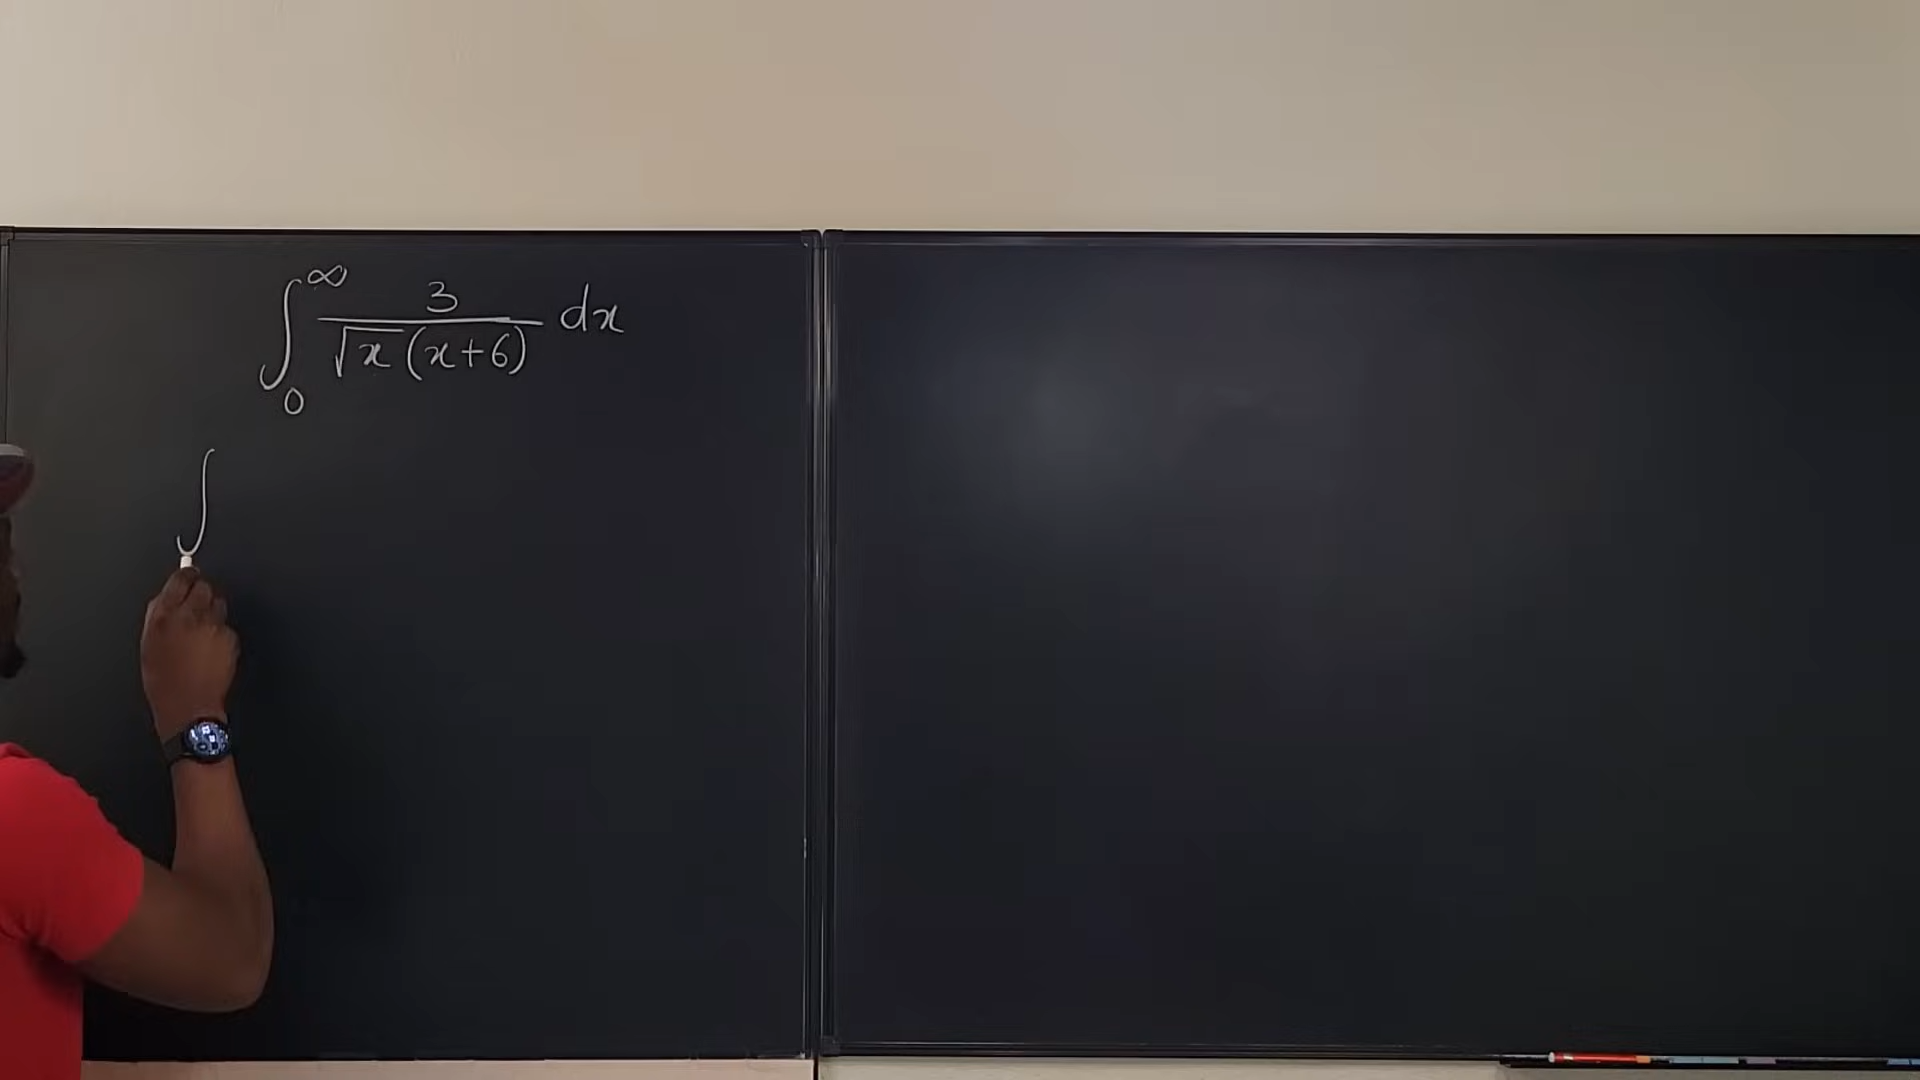 ∫₀^∞ 3/(√x(x+6)) dx
∫